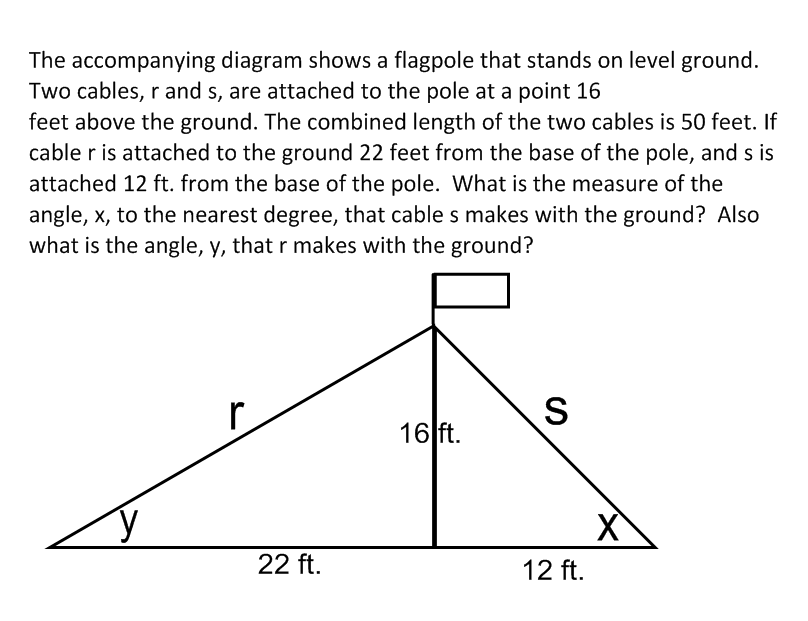 The accompanying diagram shows a flagpole that stands on level ground.
Two cables, r and s, are attached to the pole at a point 16
feet above the ground. The combined length of the two cables is 50 feet. If
cable r is attached to the ground 22 feet from the base of the pole, and s is
attached 12 ft. from the base of the pole.  What is the measure of the
angle, x, to the nearest degree, that cable s makes with the ground?  Also
what is the angle, y, that r makes with the ground?
r
s
16 ft.
y
x
22 ft.
12 ft.